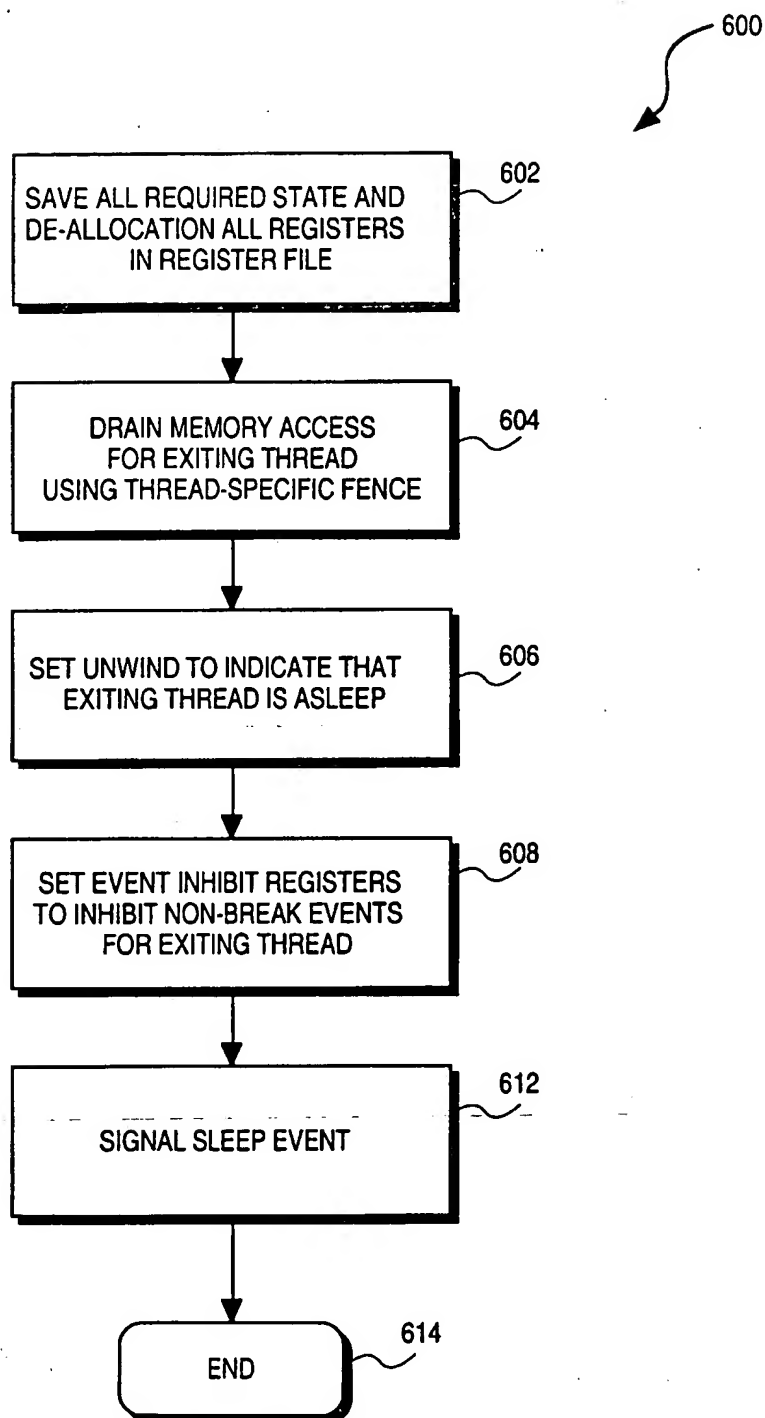 600
602
SAVE ALL REQUIRED STATE AND
DE-ALLOCATION ALL REGISTERS
IN REGISTER FILE
604
DRAIN MEMORY ACCESS
FOR EXITING THREAD
USING THREAD-SPECIFIC FENCE
606
SET UNWIND TO INDICATE THAT
EXITING THREAD IS ASLEEP
608
SET EVENT INHIBIT REGISTERS
TO INHIBIT NON-BREAK EVENTS
FOR EXITING THREAD
612
SIGNAL SLEEP EVENT
614
END